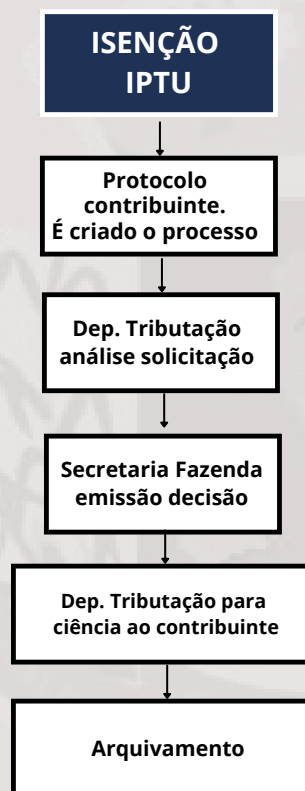 ISENÇÃO
IPTU
Protocolo
contribuinte.
É criado o processo
Dep. Tributação
análise solicitação
Secretaria Fazenda
emissão decisão
Dep. Tributação para
ciência ao contribuinte
Arquivamento